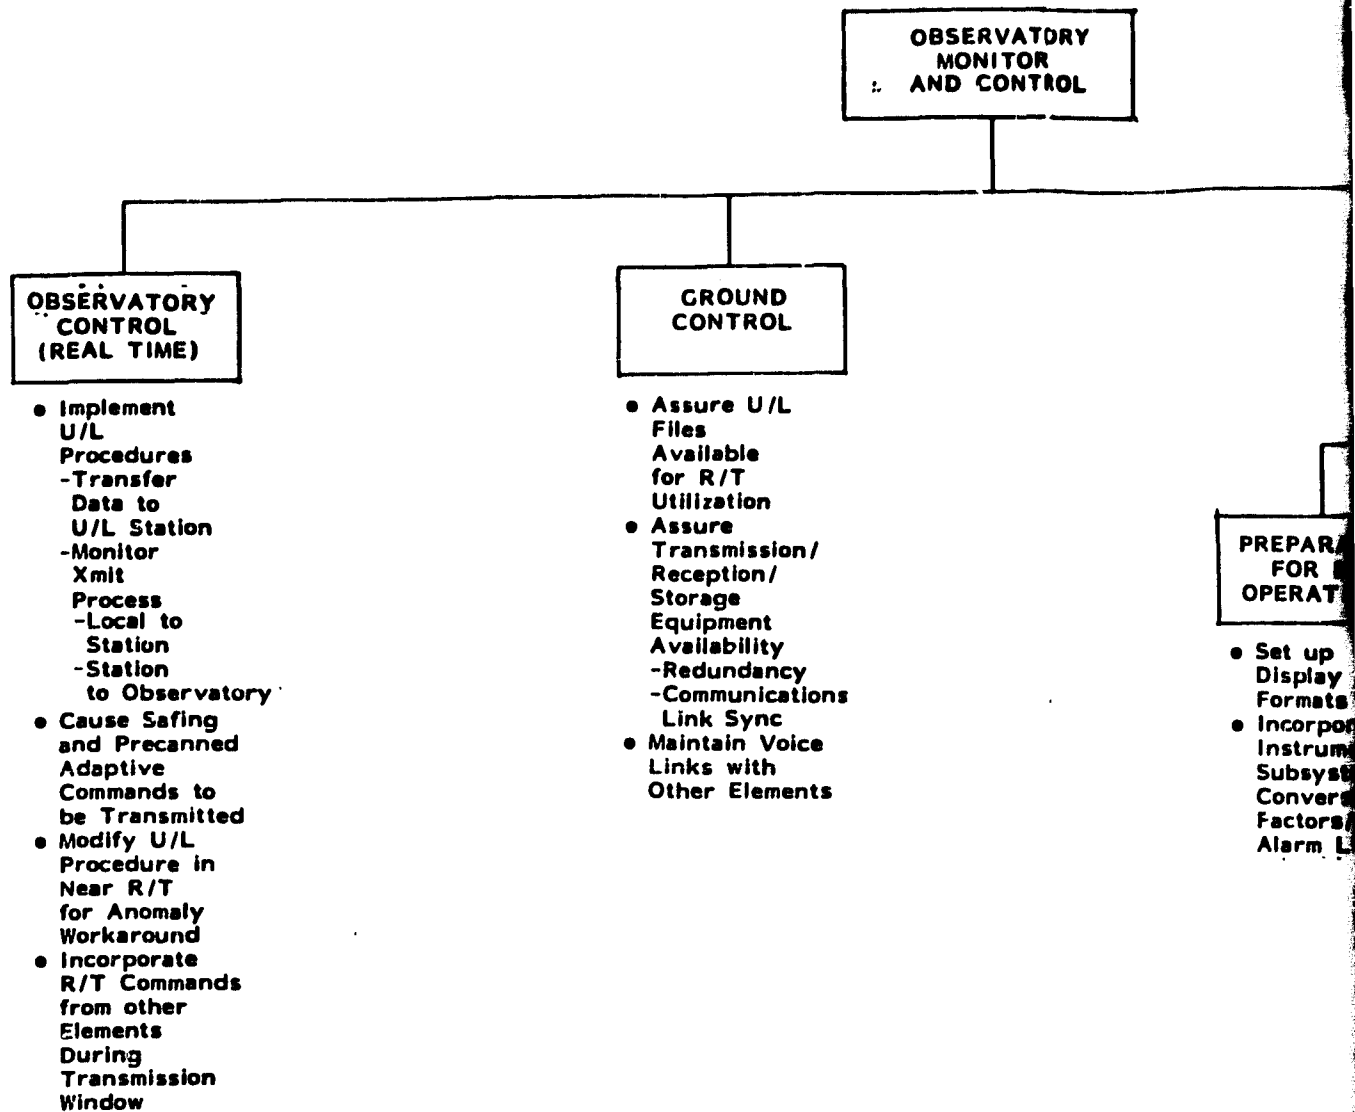 OBSERVATORY
MONITOR
AND CONTROL
OBSERVATORY
CONTROL
(REAL TIME)
• Implement
U/L
Procedures
-Transfer
Data to
U/L Station
-Monitor
Xmit
Process
-Local to
Station
-Station
to Observatory
• Cause Safing
and Precanned
Adaptive
Commands to
be Transmitted
• Modify U/L
Procedure in
Near R/T
for Anomaly
Workaround
• Incorporate
R/T Commands
from other
Elements
During
Transmission
Window
GROUND
CONTROL
• Assure U/L
Files
Available
for R/T
Utilization
• Assure
Transmission/
Reception/
Storage
Equipment
Availability
-Redundancy
-Communications
Link Sync
• Maintain Voice
Links with
Other Elements
FOR
• Set up
Display
Formats
Alarm